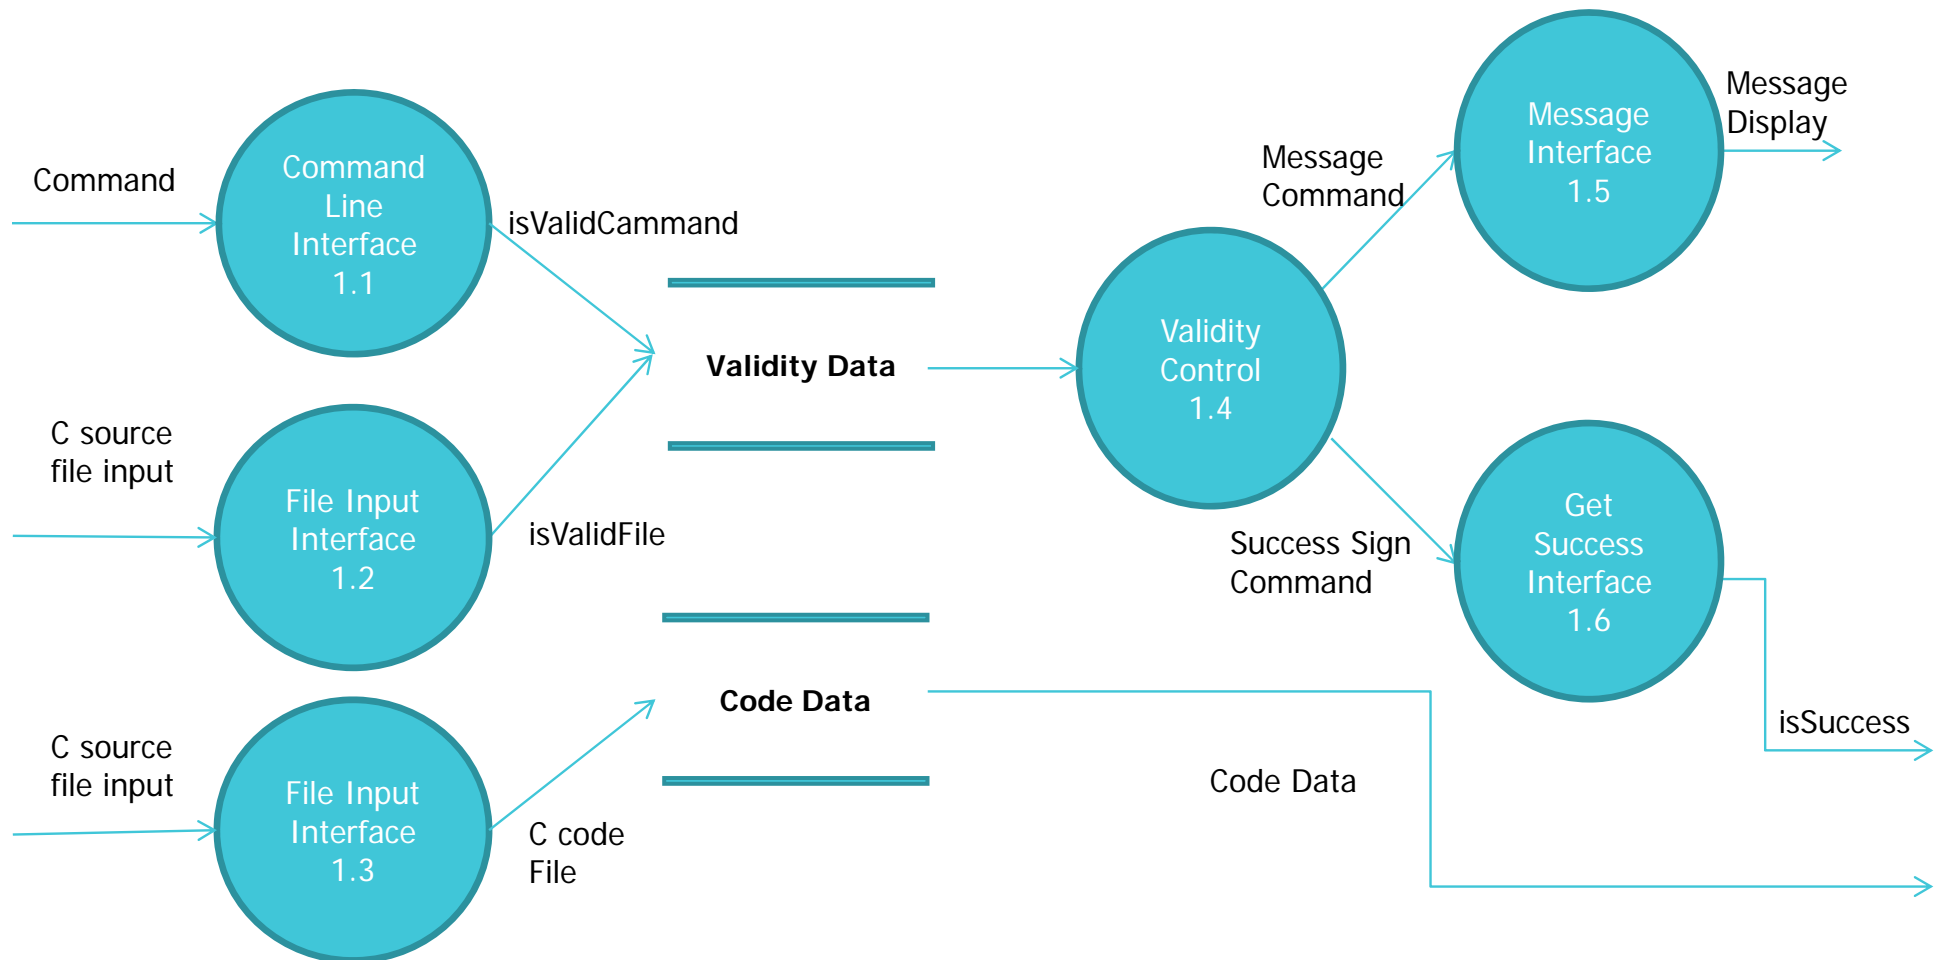 Command
Command
Line
Interface
1.1
isValidCammand
C source
file input
File Input
Interface
1.2
isValidFile
C source
file input
File Input
Interface
1.3
C code
File
Validity Data
Code Data
Validity
Control
1.4
Message
Command
Message
Interface
1.5
Message
Display
Success Sign
Command
Get
Success
Interface
1.6
isSuccess
Code Data